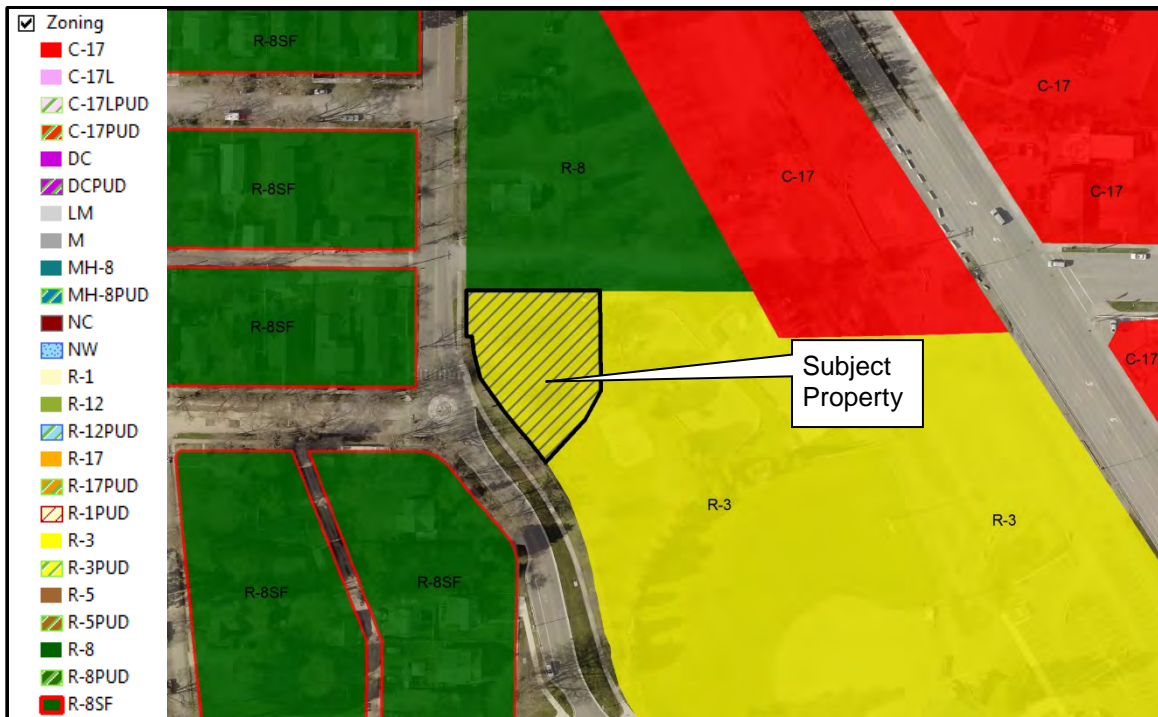 Zoning
C-17
C-17L
C-17LPUD
C-17PUD
DC
DCPUD
LM
M
MH-8
MH-8PUD
NC
NW
R-1
R-12
R-12PUD
R-17
R-17PUD
R-1PUD
R-3
R-3PUD
R-5
R-5PUD
R-8
R-8PUD
R-8SF
R-8SF
C-17
R-8SF
R-8
C-17
C-17
R-8SF
C-17
Subject
Property
R-3
R-3
R-8SF
R-8SF